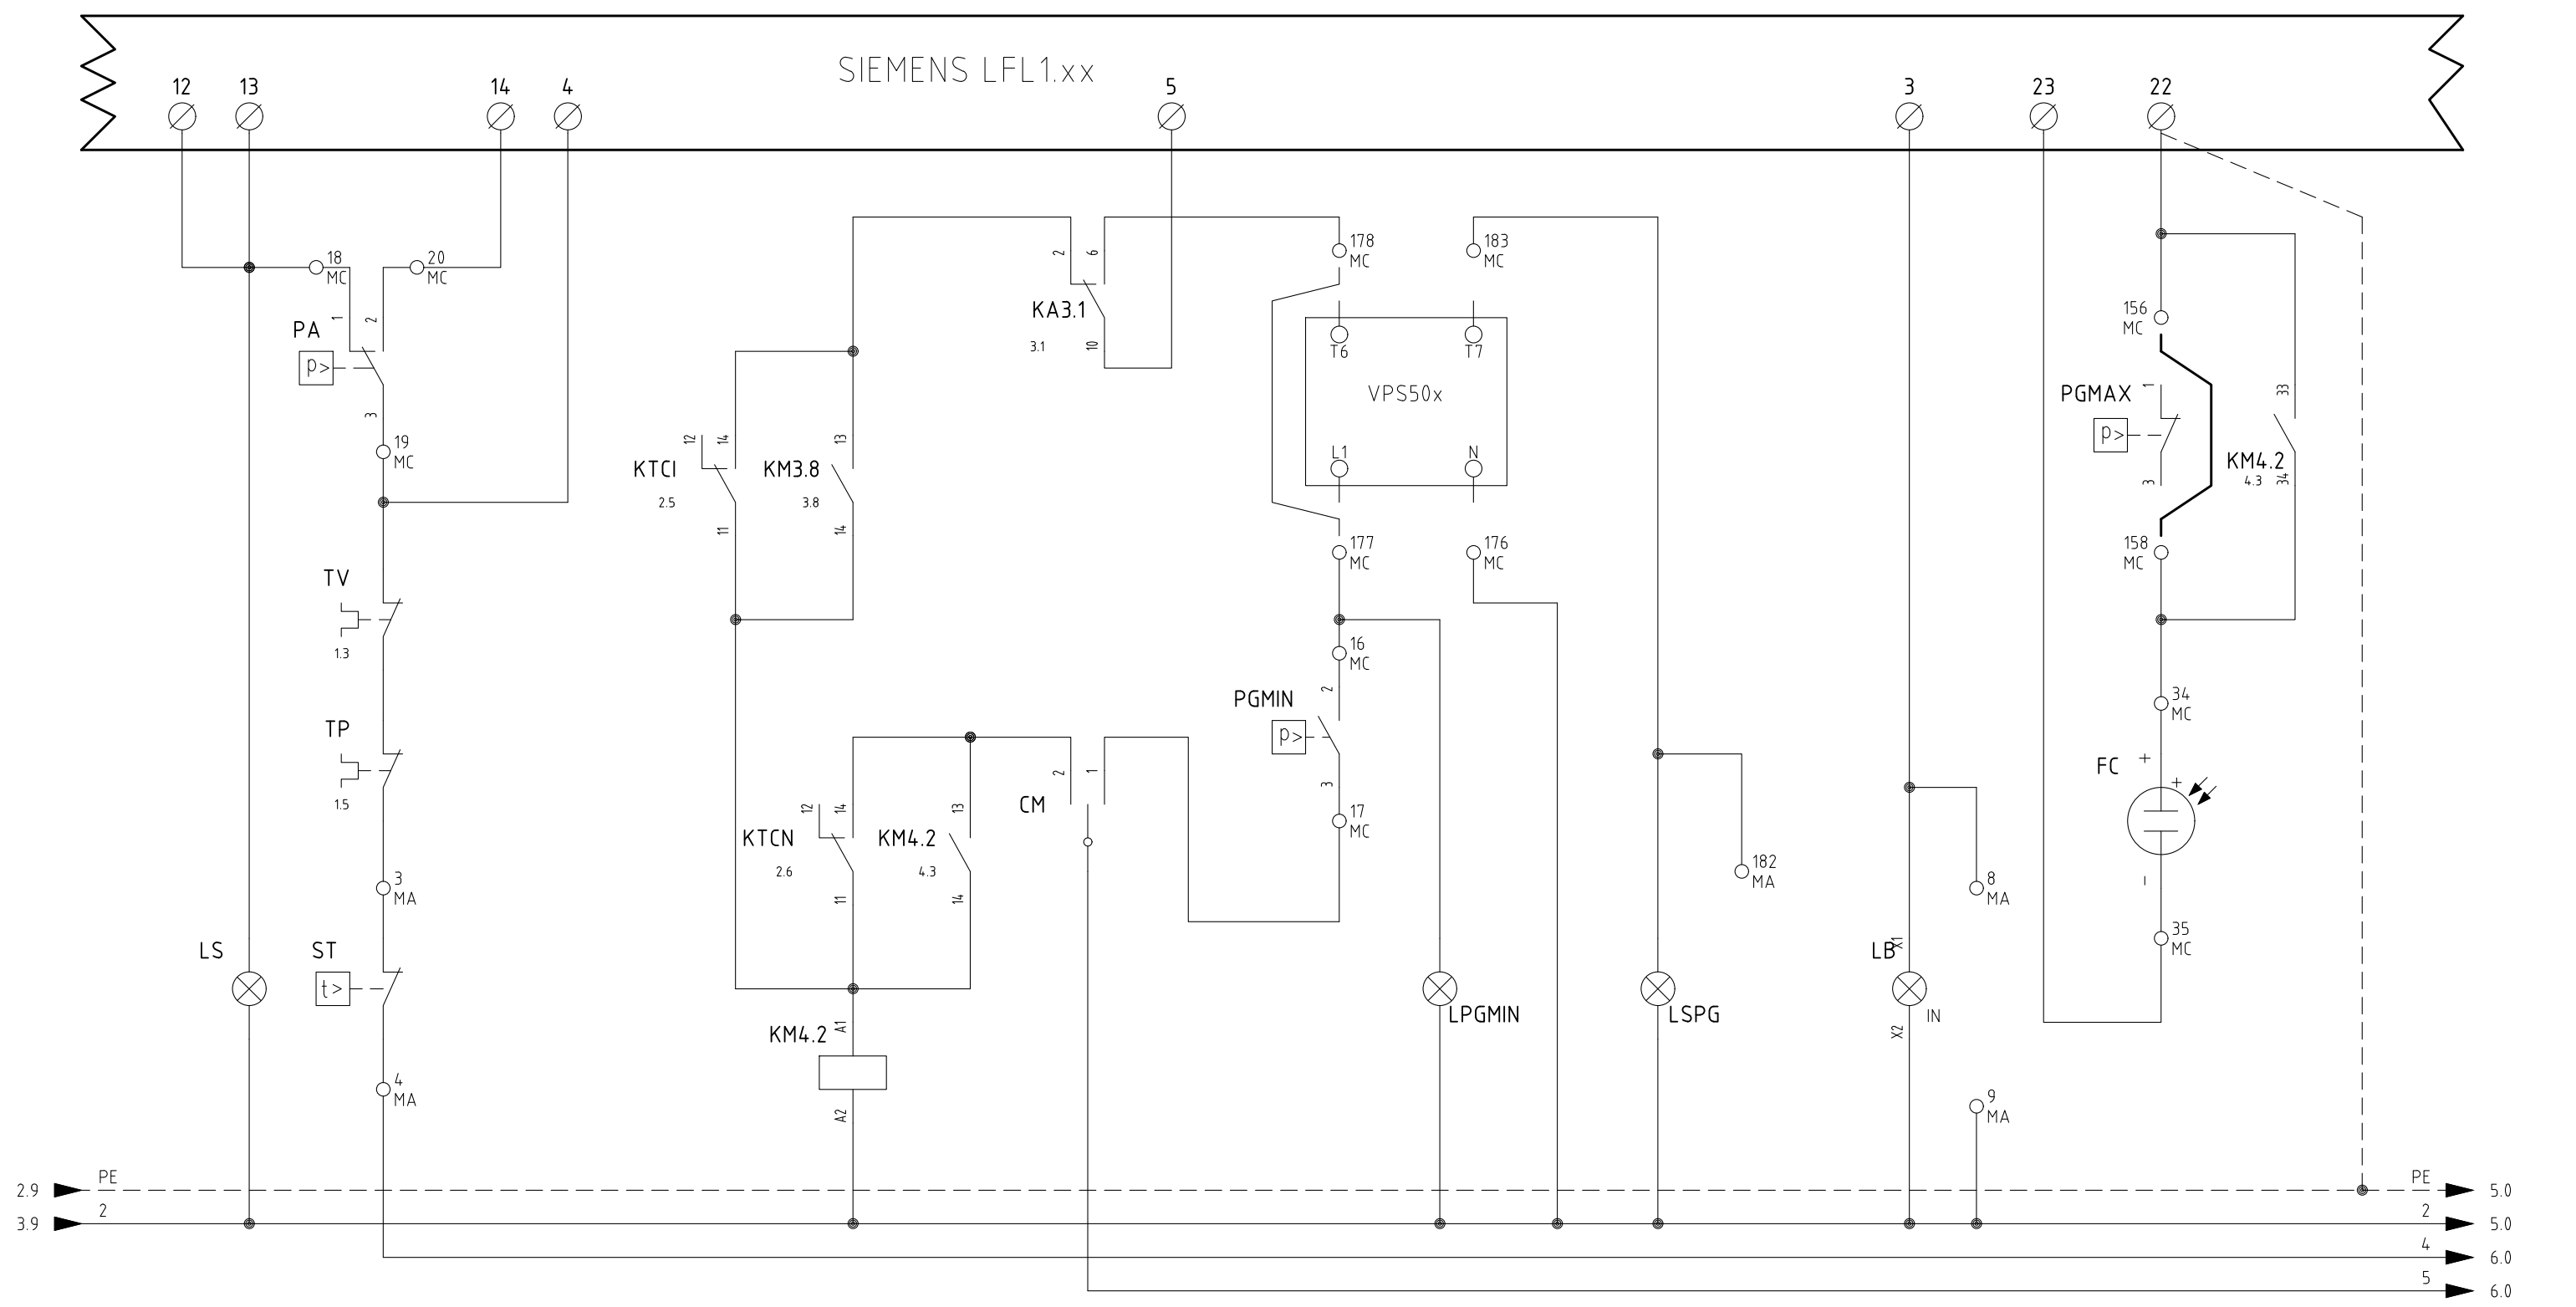 SIEMENS LFL1.xx
12 13 14 4 5 3 23 22
18 MC
20 MC
1 2
PA
p>
3
19 MC
TV
1.3
TP
1.5
3 MA
LS
ST
t>
4 MA
2 6
KA3.1
3.1
10
12 14
KTCI
2.5
11
13
KM3.8
3.8
14
12 14
KTCN
2.6
11
13
KM4.2
4.3
14
2 1
CM
KM4.2
A1
A2
178 MC
183 MC
T6 T7
VPS50x
L1 N
177 MC
176 MC
16 MC
2
PGMIN
p>
3
17 MC
LPGMIN
182 MA
LSPG
8 MA
LB
X1
IN
X2
9 MA
156 MC
1
PGMAX
p>
3
33
KM4.2
4.3
34
158 MC
34 MC
+
FC
+
-
35 MC
2.9 PE PE 5.0
3.9 2 2 5.0
4 6.0
5 6.0